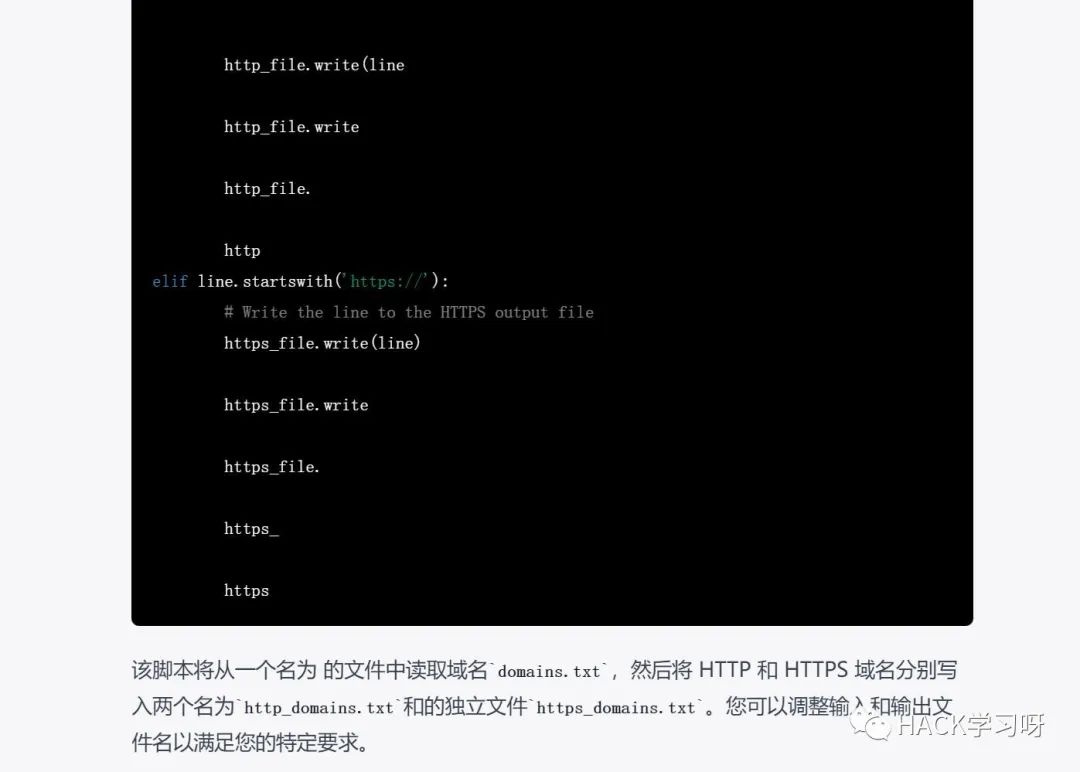 http_file.write(line
http_file.write
http_file.
http
elif line.startswith('https://'):
# Write the line to the HTTPS output file
https_file.write(line)
https_file.write
https_file.
https_
https
该脚本将从一个名为 的文件中读取域名`domains.txt`，然后将 HTTP 和 HTTPS 域名分别写
入两个名为`http_domains.txt`和的独立文件`https_domains.txt`。您可以调整输入和输出文
件名以满足您的特定要求。
HACK学习呀